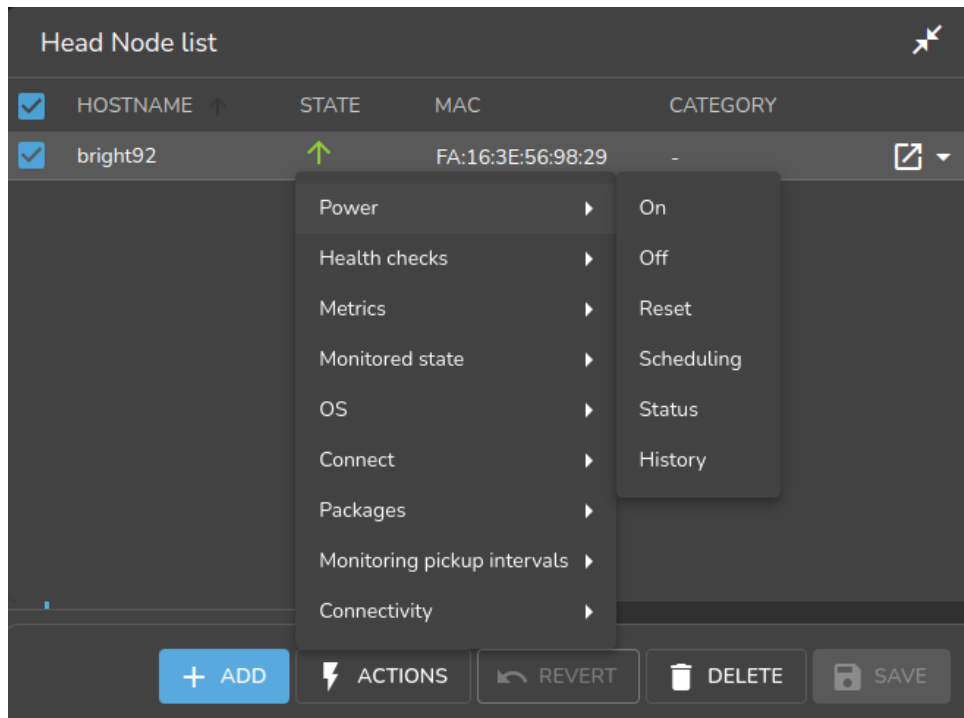 Head Node list
HOSTNAME STATE MAC CATEGORY
bright92 FA:16:3E:56:98:29 -
Power
Health checks
Metrics
Monitored state
OS
Connect
Packages
Monitoring pickup intervals
Connectivity
On
Off
Reset
Scheduling
Status
History
+ ADD ACTIONS REVERT DELETE SAVE